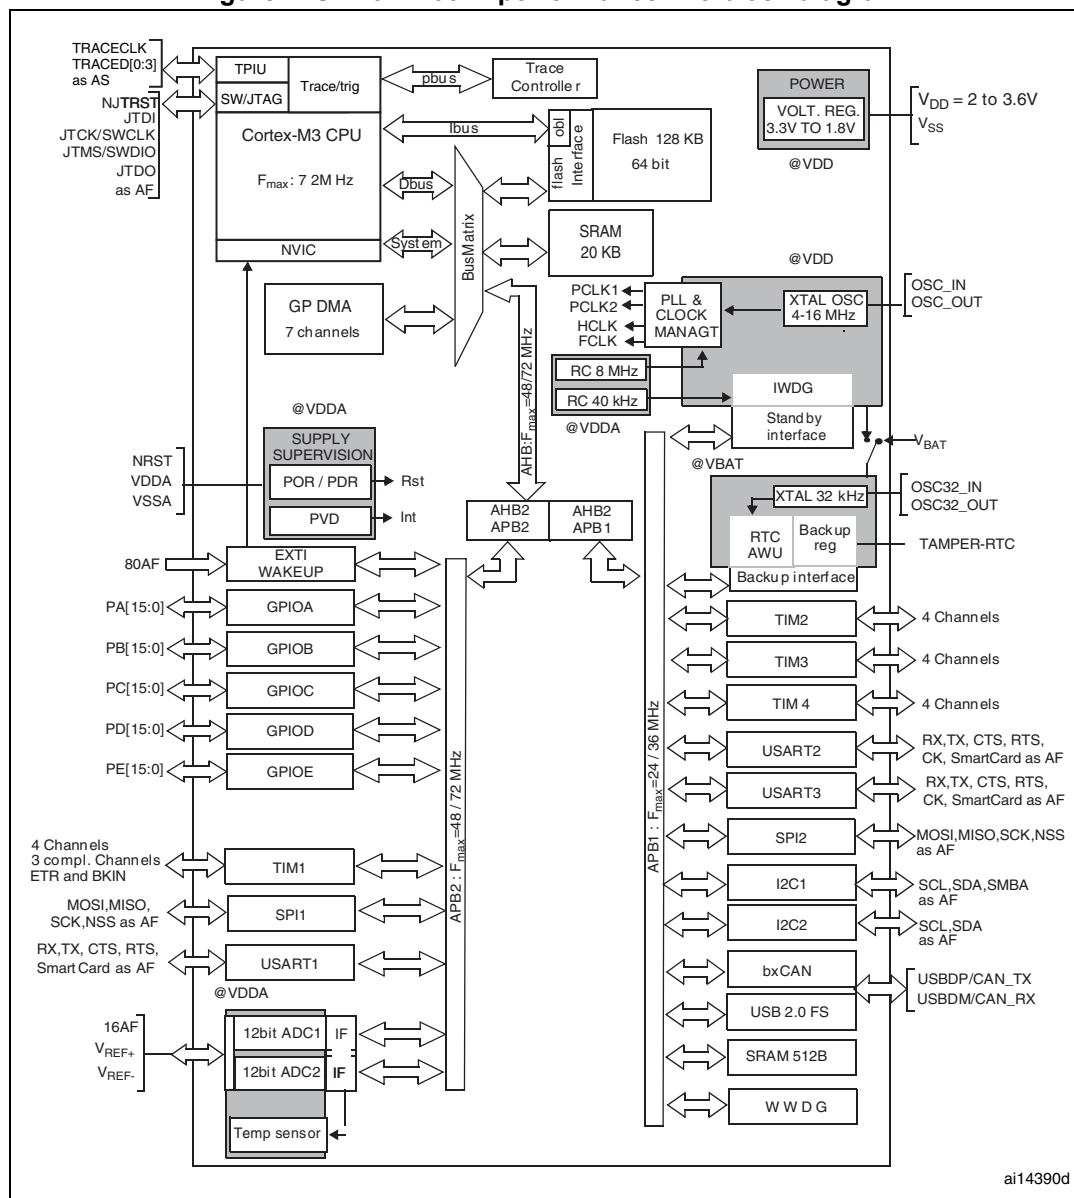 TRACECLK
TRACED[0:3]
as AS
NJTRST
JTDI
JTCK/SWCLK
JTMS/SWDIO
JTDO
as AF
TPIU
SW/JTAG
Trace/trig
Cortex-M3 CPU
Fmax: 7 2M Hz
NVIC
pbus
Trace
Controller
Ibus
Dbus
System
BusMatrix
flash
obl
Interface
Flash 128 KB
64 bit
SRAM
20 KB
GP DMA
7 channels
POWER
VOLT. REG.
3.3V TO 1.8V
@VDD
VDD = 2 to 3.6V
VSS
@VDD
PCLK1
PCLK2
HCLK
FCLK
PLL &
CLOCK
MANAGT
XTAL OSC
4-16 MHz
OSC_IN
OSC_OUT
RC 8 MHz
RC 40 kHz
@VDDA
IWDG
Standby
interface
VBAT
@VBAT
XTAL 32 kHz
OSC32_IN
OSC32_OUT
RTC
AWU
Backup
reg
TAMPER-RTC
Backup interface
@VDDA
SUPPLY
SUPERVISION
POR / PDR
Rst
PVD
Int
NRST
VDDA
VSSA
AHB:Fmax=48/72 MHz
AHB2
APB2
AHB2
APB1
80AF
EXTI
WAKEUP
PA[15:0]
GPIOA
PB[15:0]
GPIOB
PC[15:0]
GPIOC
PD[15:0]
GPIOD
PE[15:0]
GPIOE
4 Channels
3 compl. Channels
ETR and BKIN
TIM1
MOSI,MISO,
SCK,NSS as AF
SPI1
RX,TX, CTS, RTS,
SmartCard as AF
USART1
@VDDA
16AF
VREF+
VREF-
12bit ADC1
IF
12bit ADC2
IF
Temp sensor
APB2 : Fmax=48 / 72 MHz
APB1 : Fmax=24 / 36 MHz
TIM2
4 Channels
TIM3
4 Channels
TIM 4
4 Channels
USART2
RX,TX, CTS, RTS,
CK, SmartCard as AF
USART3
RX,TX, CTS, RTS,
CK, SmartCard as AF
SPI2
MOSI,MISO,SCK,NSS
as AF
I2C1
SCL,SDA,SMBA
as AF
I2C2
SCL,SDA
as AF
bxCAN
USBDP/CAN_TX
USBDM/CAN_RX
USB 2.0 FS
SRAM 512B
W W D G
ai14390d